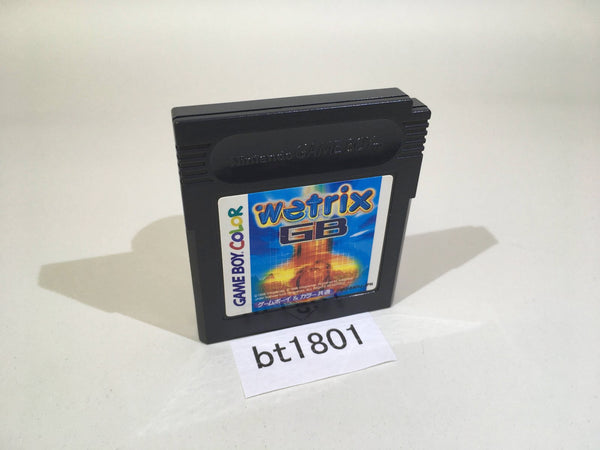 Nintendo GAME BOY
GAME BOY COLOR
Wetrix
GB
ゲームボーイ&カラー共通
bt1801